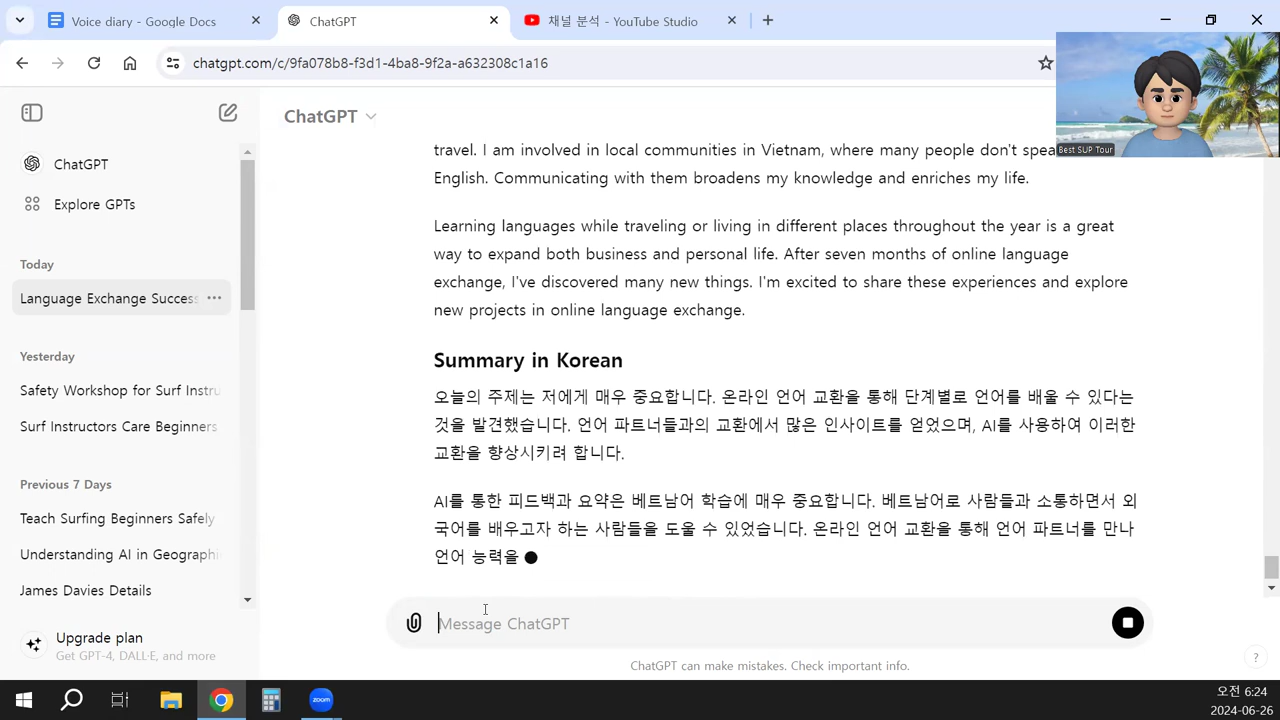 Voice diary - Google Docs
ChatGPT
채널 분석 - YouTube Studio
chatgpt.com/c/9fa078b8-f3d1-4ba8-9f2a-a632308c1a16
Best SUP Tour
ChatGPT
Explore GPTs
Today
Language Exchange Success
Yesterday
Safety Workshop for Surf Instru
Surf Instructors Care Beginners
Previous 7 Days
Teach Surfing Beginners Safely
Understanding AI in Geographi
James Davies Details
Upgrade plan
Get GPT-4, DALL·E, and more
ChatGPT
travel. I am involved in local communities in Vietnam, where many people don't spea
English. Communicating with them broadens my knowledge and enriches my life.
Learning languages while traveling or living in different places throughout the year is a great
way to expand both business and personal life. After seven months of online language
exchange, I've discovered many new things. I'm excited to share these experiences and explore
new projects in online language exchange.
Summary in Korean
오늘의 주제는 저에게 매우 중요합니다. 온라인 언어 교환을 통해 단계별로 언어를 배울 수 있다는
것을 발견했습니다. 언어 파트너들과의 교환에서 많은 인사이트를 얻었으며, AI를 사용하여 이러한
교환을 향상시키려 합니다.
AI를 통한 피드백과 요약은 베트남어 학습에 매우 중요합니다. 베트남어로 사람들과 소통하면서 외
국어를 배우고자 하는 사람들을 도울 수 있었습니다. 온라인 언어 교환을 통해 언어 파트너를 만나
언어 능력을
Message ChatGPT
ChatGPT can make mistakes. Check important info.
?
zoom
오전 6:24
2024-06-26